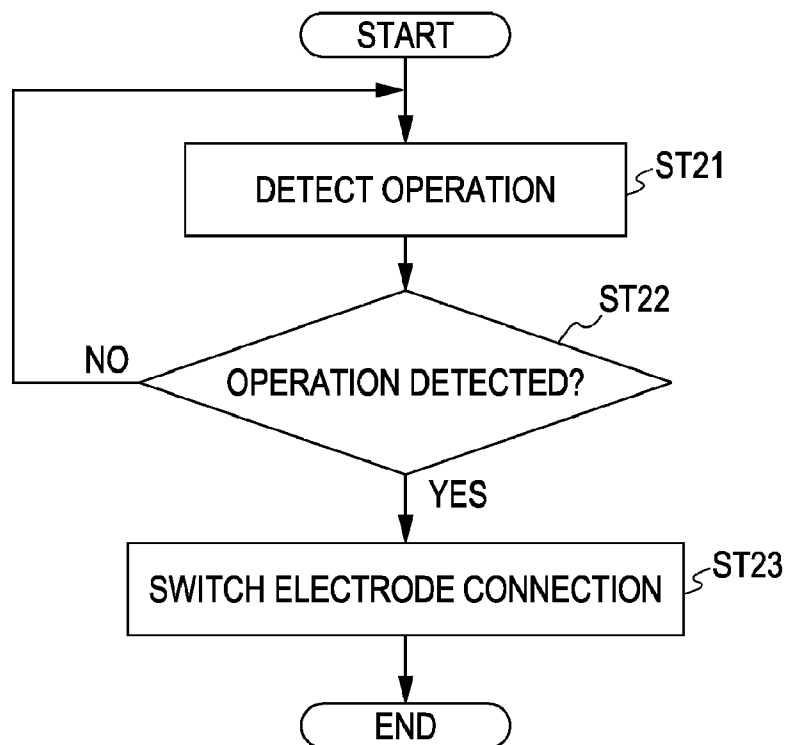 START
DETECT OPERATION
ST21
ST22
OPERATION DETECTED?
NO
YES
SWITCH ELECTRODE CONNECTION
ST23
END